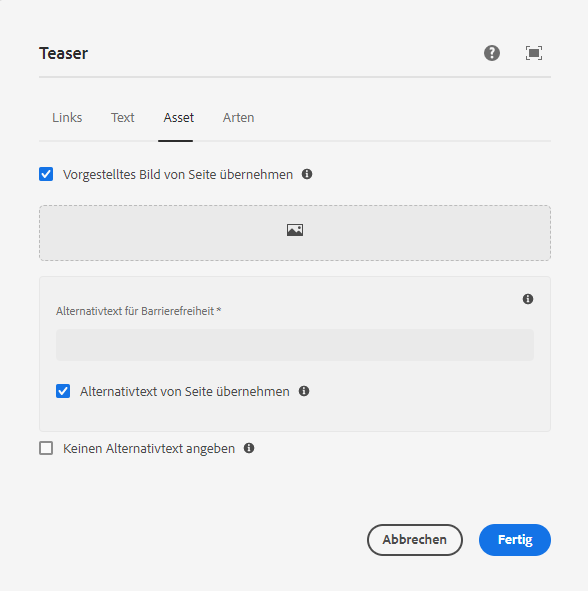 Teaser
Links Text Asset Arten
Vorgestelltes Bild von Seite übernehmen
Alternativtext für Barrierefreiheit *
Alternativtext von Seite übernehmen
Keinen Alternativtext angeben
Abbrechen Fertig